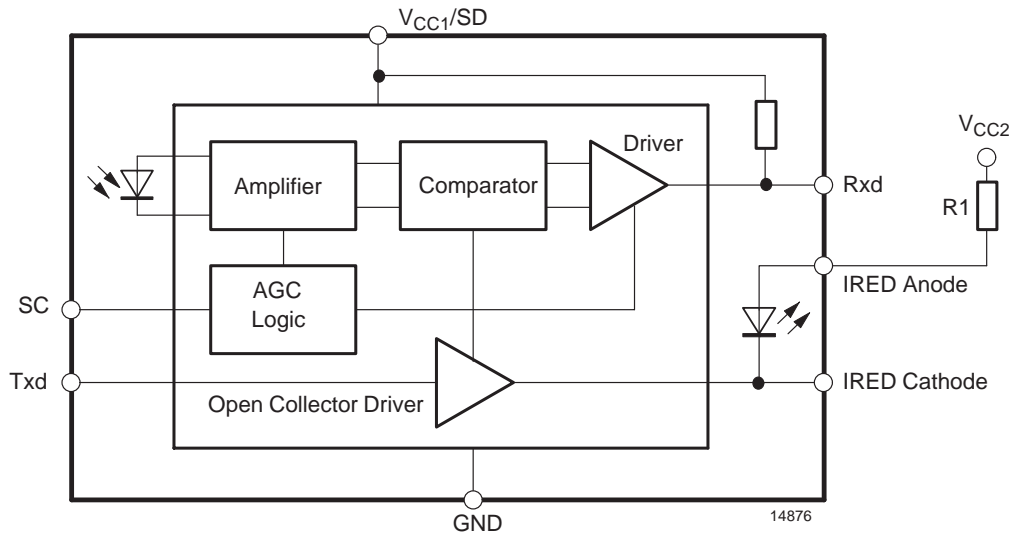 VCC1/SD
Driver
VCC2
Amplifier
Comparator
Rxd
R1
AGC
Logic
SC
IRED Anode
Txd
Open Collector Driver
IRED Cathode
GND
14876